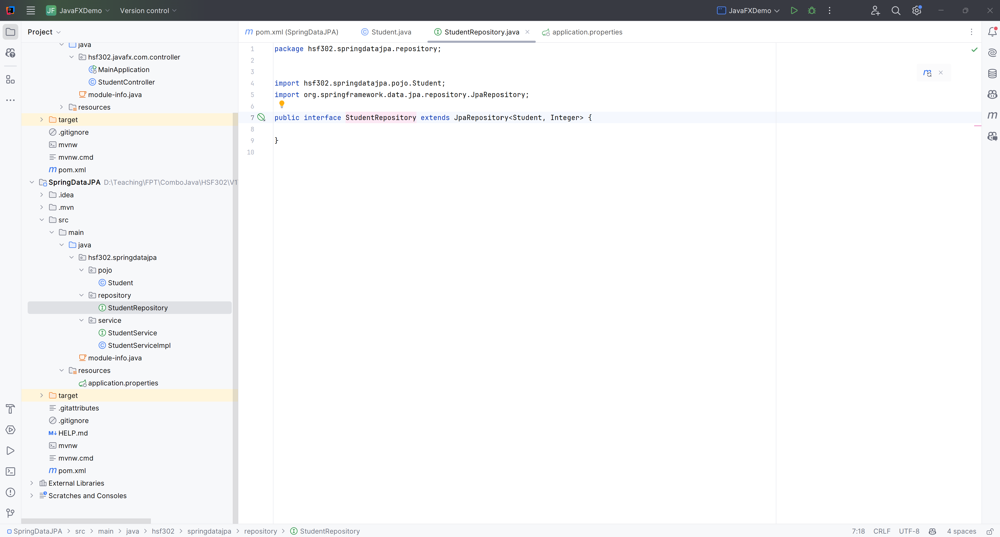 JF JavaFXDemo Version control JavaFXDemo
Project
pom.xml (SpringDataJPA) Student.java StudentRepository.java application.properties
java
hsf302.javafx.com.controller
MainApplication
StudentController
module-info.java
resources
target
.gitignore
mvnw
mvnw.cmd
pom.xml
SpringDataJPA D:\Teaching\FPT\ComboJava\HSF302\V1
.idea
.mvn
src
main
java
hsf302.springdatajpa
pojo
Student
repository
StudentRepository
service
StudentService
StudentServiceImpl
module-info.java
resources
application.properties
target
.gitattributes
.gitignore
HELP.md
mvnw
mvnw.cmd
pom.xml
External Libraries
Scratches and Consoles
1 package hsf302.springdatajpa.repository;
2
3
4 import hsf302.springdatajpa.pojo.Student;
5 import org.springframework.data.jpa.repository.JpaRepository;
6
7 public interface StudentRepository extends JpaRepository<Student, Integer> {
8
9 }
10
SpringDataJPA > src > main > java > hsf302 > springdatajpa > repository > StudentRepository 7:18 CRLF UTF-8 4 spaces